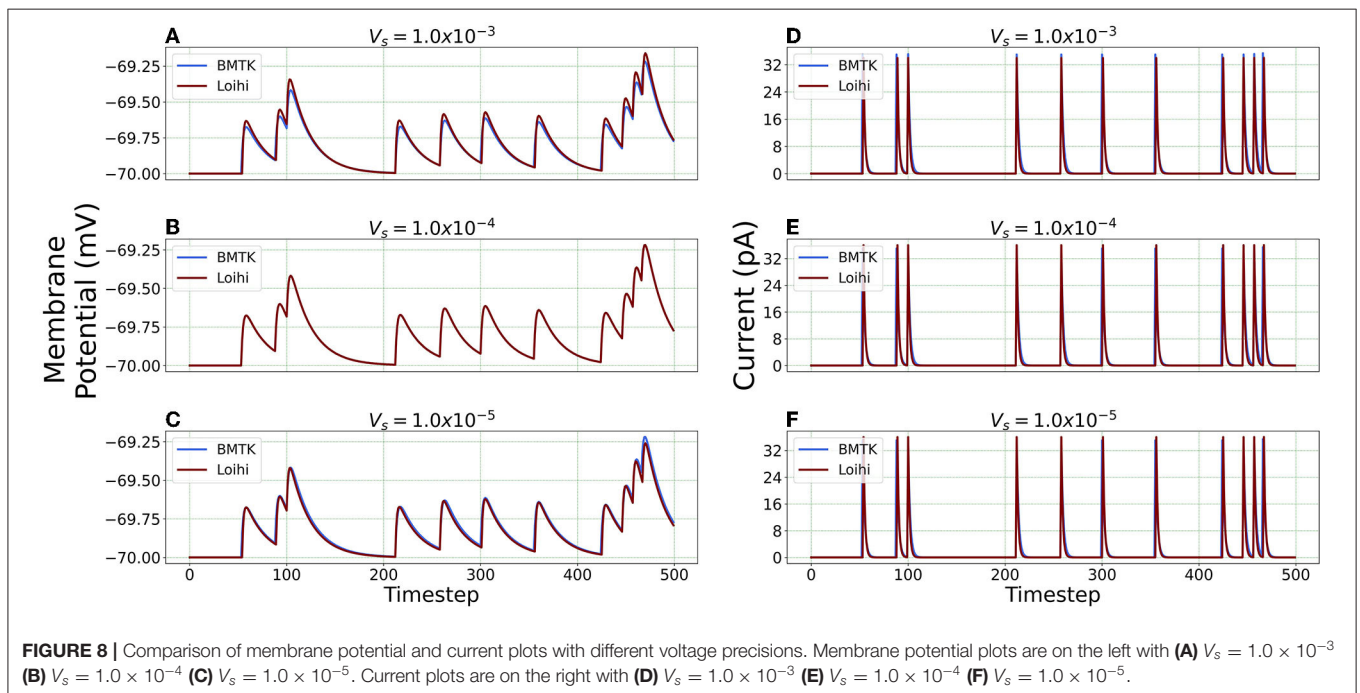 A
V_s = 1.0x10^-3
BMTK
Loihi
−69.25
−69.50
−69.75
−70.00
B
V_s = 1.0x10^-4
BMTK
Loihi
−69.25
−69.50
−69.75
−70.00
C
V_s = 1.0x10^-5
BMTK
Loihi
−69.25
−69.50
−69.75
−70.00
0 100 200 300 400 500
Timestep
Membrane
Potential (mV)
D
V_s = 1.0x10^-3
BMTK
Loihi
32
24
16
8
0
E
V_s = 1.0x10^-4
BMTK
Loihi
32
24
16
8
0
F
V_s = 1.0x10^-5
BMTK
Loihi
32
24
16
8
0
0 100 200 300 400 500
Timestep
Current (pA)
FIGURE 8 | Comparison of membrane potential and current plots with different voltage precisions. Membrane potential plots are on the left with (A) V_s = 1.0 × 10^−3
(B) V_s = 1.0 × 10^−4 (C) V_s = 1.0 × 10^−5. Current plots are on the right with (D) V_s = 1.0 × 10^−3 (E) V_s = 1.0 × 10^−4 (F) V_s = 1.0 × 10^−5.